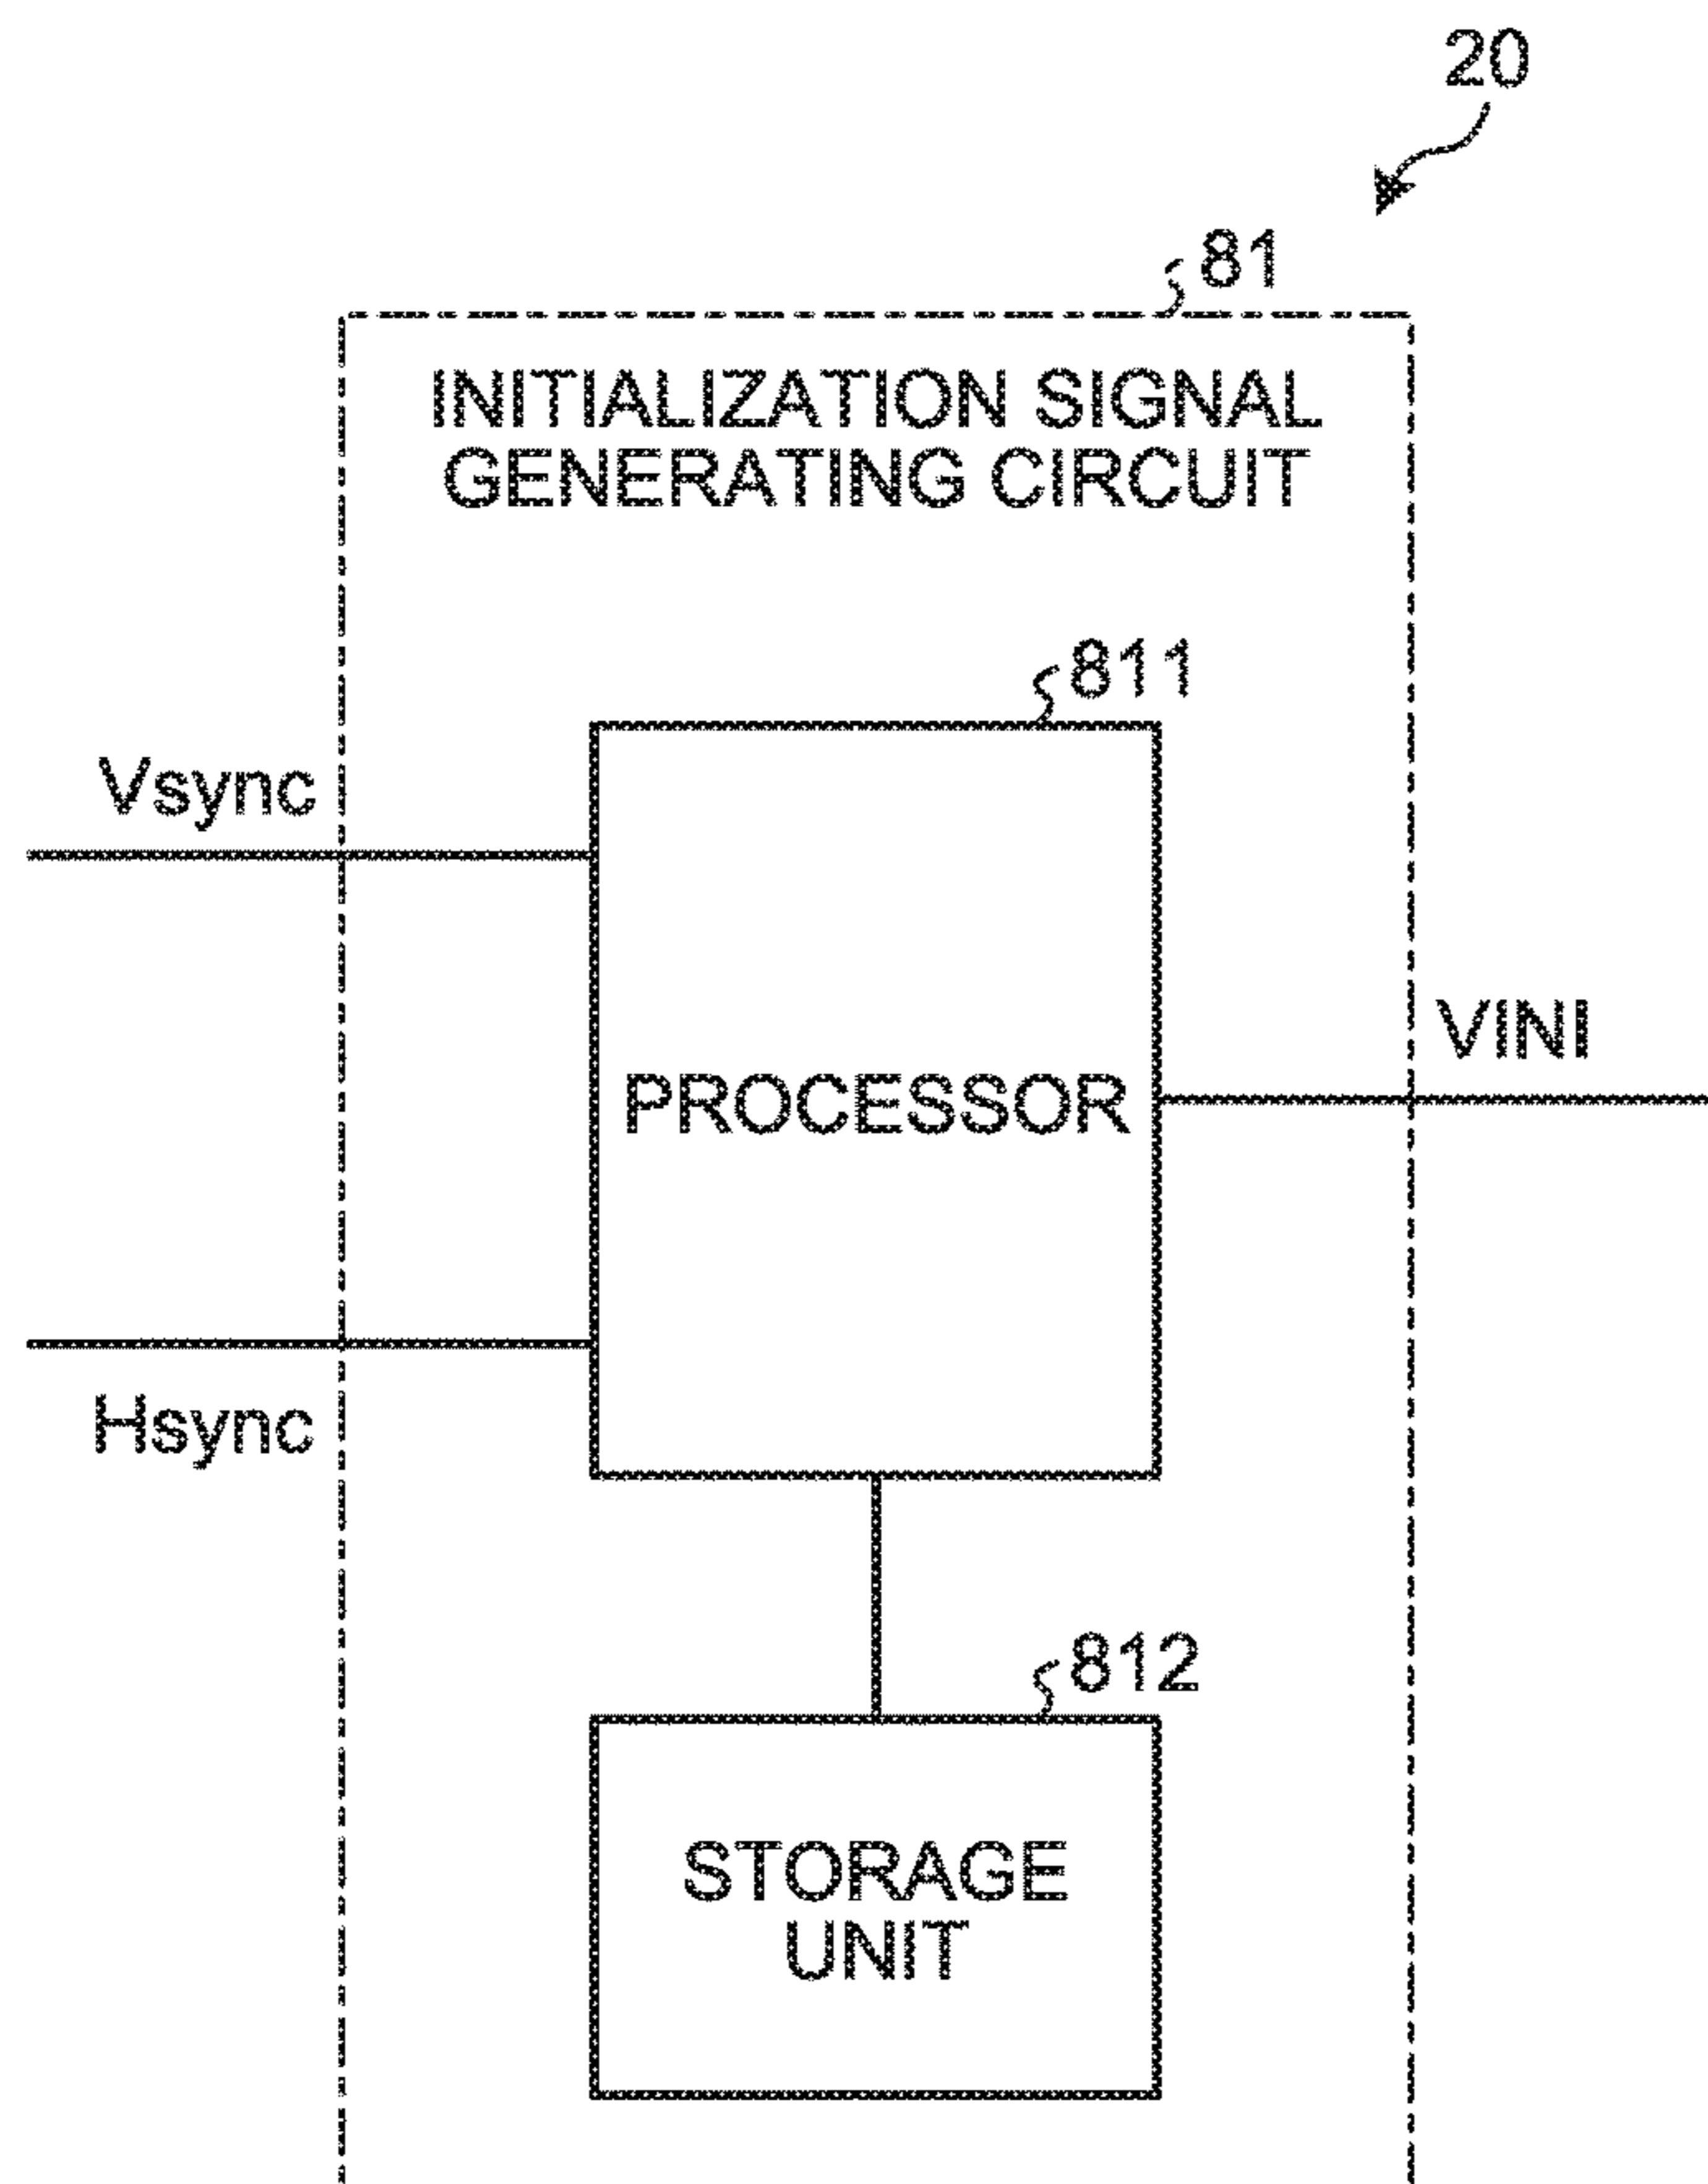 20
81
INITIALIZATION SIGNAL
GENERATING CIRCUIT
811
Vsync
PROCESSOR
VINI
Hsync
812
STORAGE
UNIT